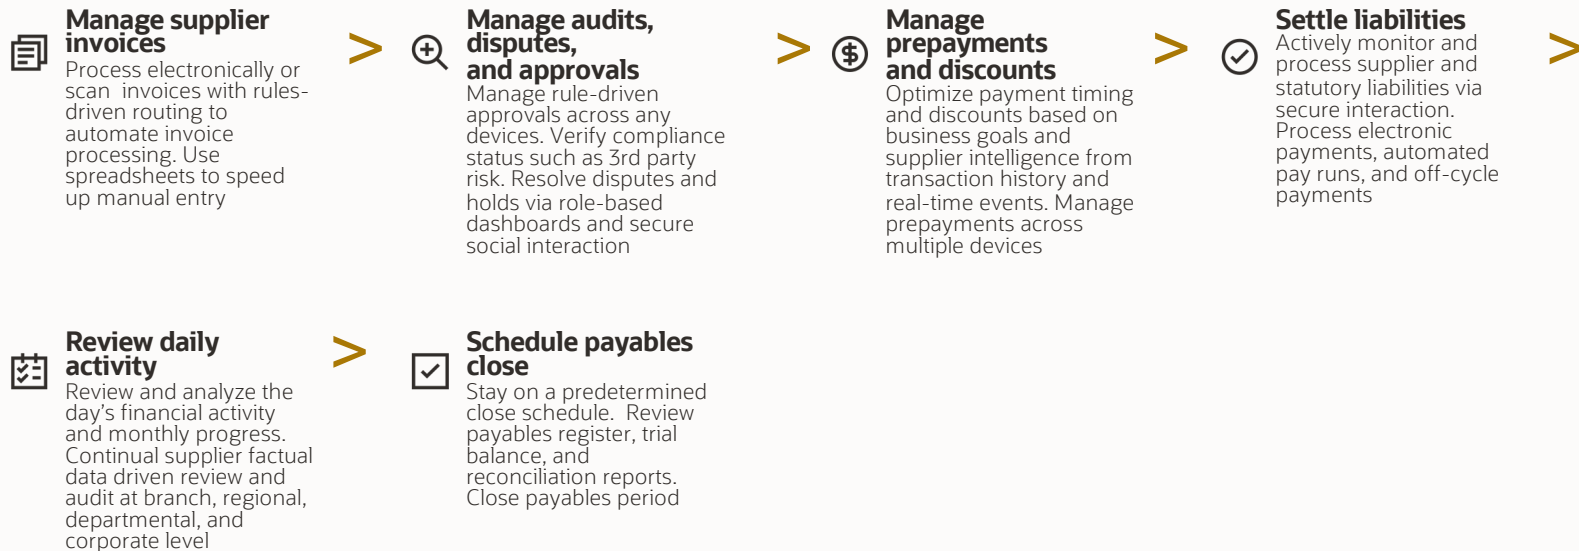 Manage supplier
invoices
Process electronically or
scan  invoices with rules-
driven routing to
automate invoice
processing. Use
spreadsheets to speed
up manual entry
>
Manage audits,
disputes,
and approvals
Manage rule-driven
approvals across any
devices. Verify compliance
status such as 3rd party
risk. Resolve disputes and
holds via role-based
dashboards and secure
social interaction
>
Manage
prepayments
and discounts
Optimize payment timing
and discounts based on
business goals and
supplier intelligence from
transaction history and
real-time events. Manage
prepayments across
multiple devices
>
Settle liabilities
Actively monitor and
process supplier and
statutory liabilities via
secure interaction.
Process electronic
payments, automated
pay runs, and off-cycle
payments
>
Review daily
activity
Review and analyze the
day’s financial activity
and monthly progress.
Continual supplier factual
data driven review and
audit at branch, regional,
departmental, and
corporate level
>
Schedule payables
close
Stay on a predetermined
close schedule.  Review
payables register, trial
balance, and
reconciliation reports.
Close payables period